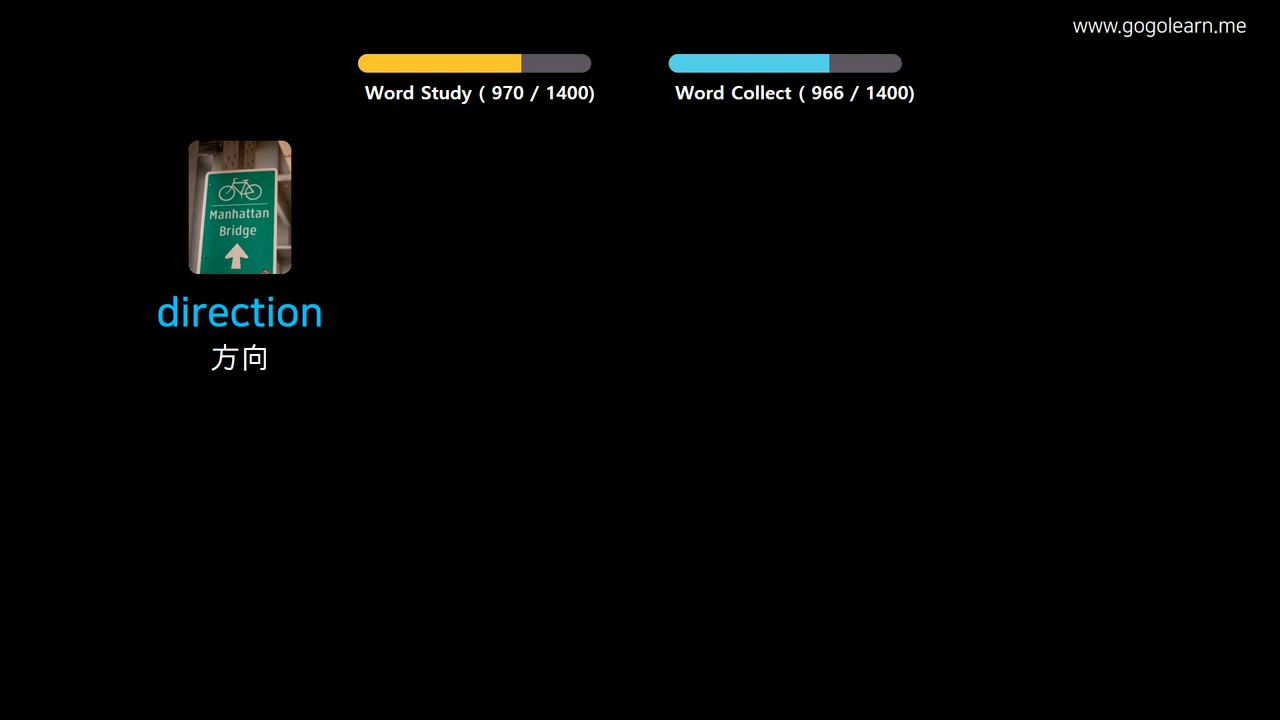 www.gogolearn.me
Word Study ( 970 / 1400)
Word Collect ( 966 / 1400)
Manhattan
Bridge
direction
方向